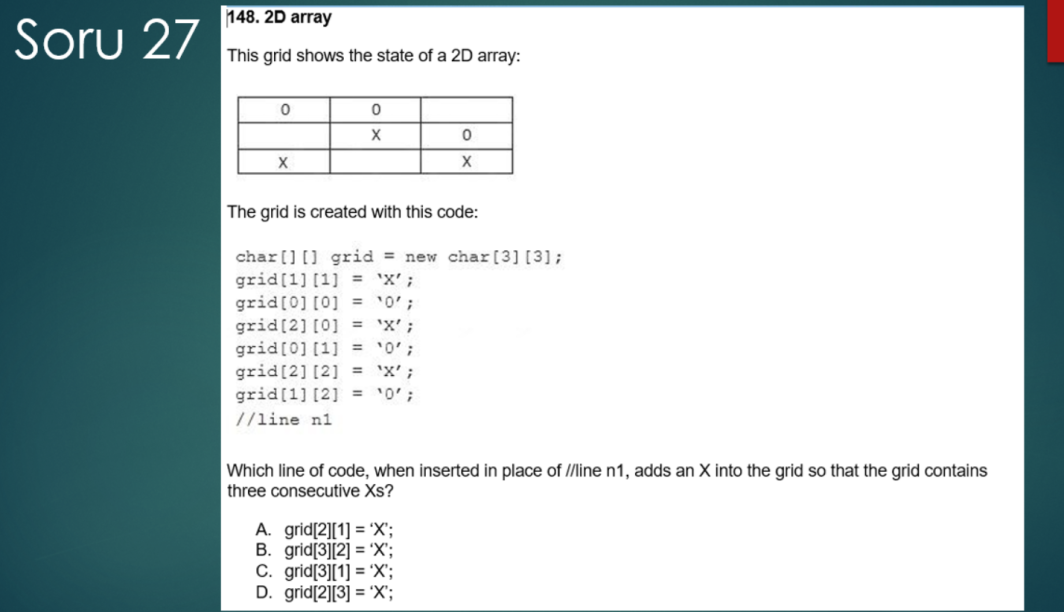 Soru 27
148. 2D array
This grid shows the state of a 2D array:
O O
X O
X X
The grid is created with this code:
char[][] grid = new char[3][3];
grid[1][1] = ‘X’;
grid[0][0] = ‘O’;
grid[2][0] = ‘X’;
grid[0][1] = ‘O’;
grid[2][2] = ‘X’;
grid[1][2] = ‘O’;
//line n1
Which line of code, when inserted in place of //line n1, adds an X into the grid so that the grid contains
three consecutive Xs?
A. grid[2][1] = ‘X’;
B. grid[3][2] = ‘X’;
C. grid[3][1] = ‘X’;
D. grid[2][3] = ‘X’;